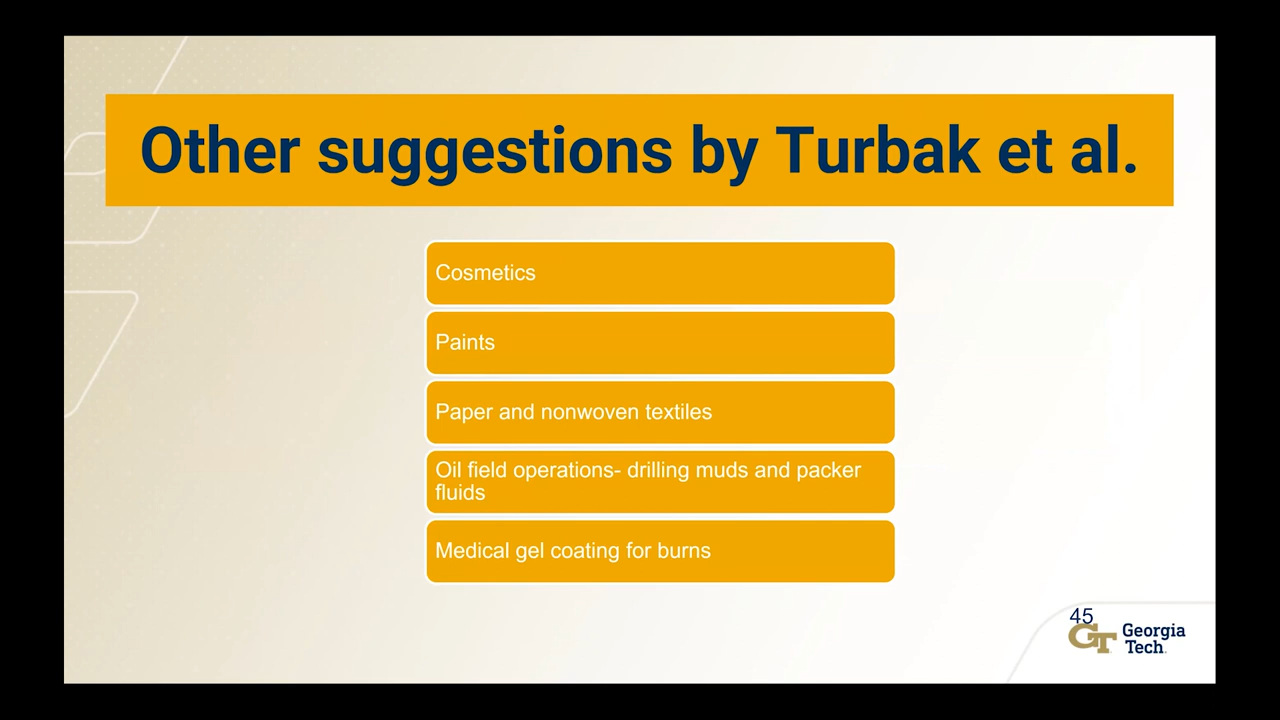 Other suggestions by Turbak et al.
Cosmetics
Paints
Paper and nonwoven textiles
Oil field operations- drilling muds and packer
fluids
Medical gel coating for burns
45
GT Georgia
Tech